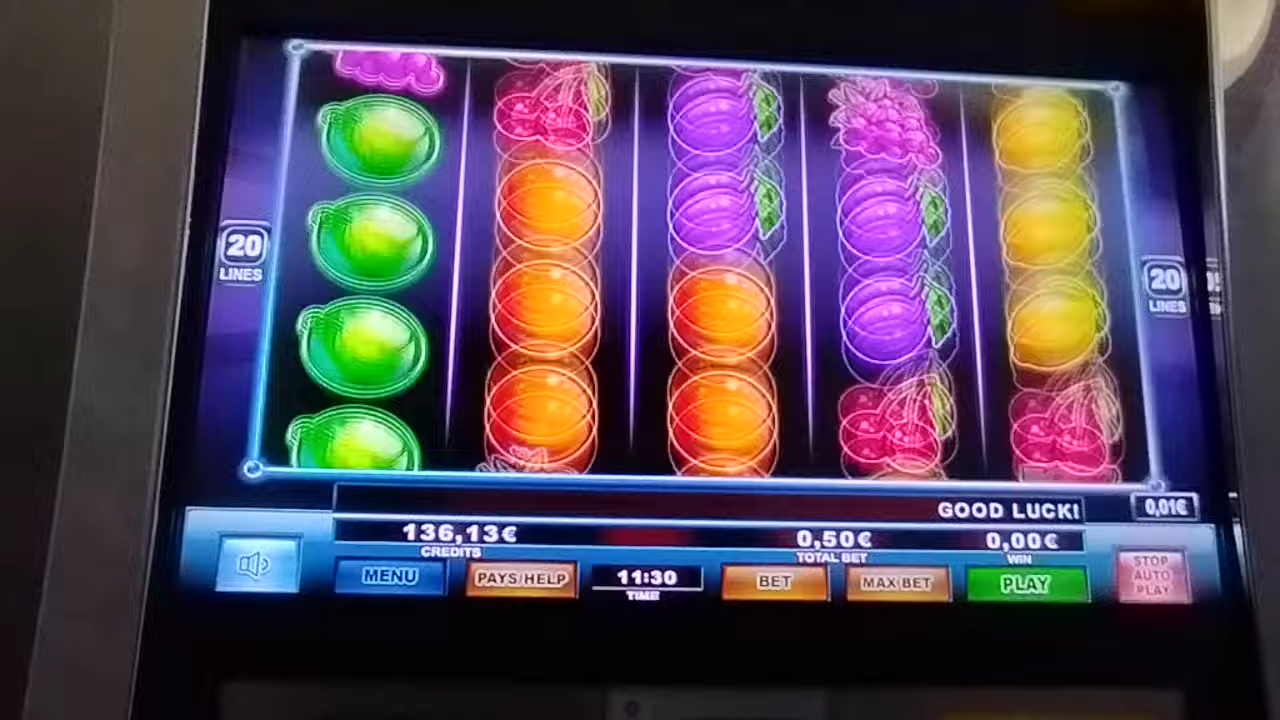 20
LINES
20
LINES
GOOD LUCK!
0,01€
136,13€
0,50€
0,00€
CREDITS
TOTAL BET
WIN
MENU
PAYS/HELP
11:30
TIME
BET
MAX BET
PLAY
STOP
AUTO
PLAY